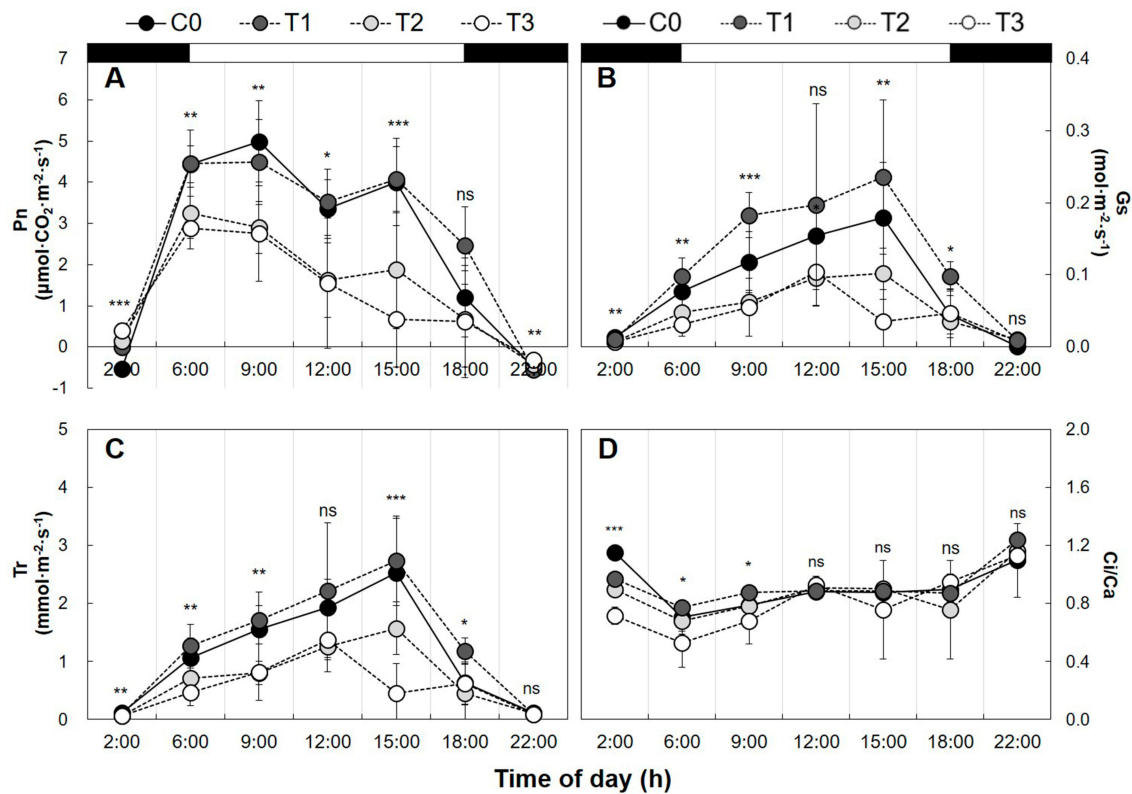 C0 T1 T2 T3 C0 T1 T2 T3
A
7
6
5
4
3
2
1
0
-1
Pn
(µmol·CO2·m-2·s-1)
***
**
**
*
***
ns
**
2:00 6:00 9:00 12:00 15:00 18:00 22:00
B
0.4
0.3
0.2
0.1
0.0
Gs
(mol·m-2·s-1)
**
**
***
ns
*
**
*
ns
2:00 6:00 9:00 12:00 15:00 18:00 22:00
C
5
4
3
2
1
0
Tr
(mmol·m-2·s-1)
**
**
**
ns
***
*
ns
2:00 6:00 9:00 12:00 15:00 18:00 22:00
D
2.0
1.6
1.2
0.8
0.4
0.0
Ci/Ca
***
*
*
ns
ns
ns
ns
2:00 6:00 9:00 12:00 15:00 18:00 22:00
Time of day (h)